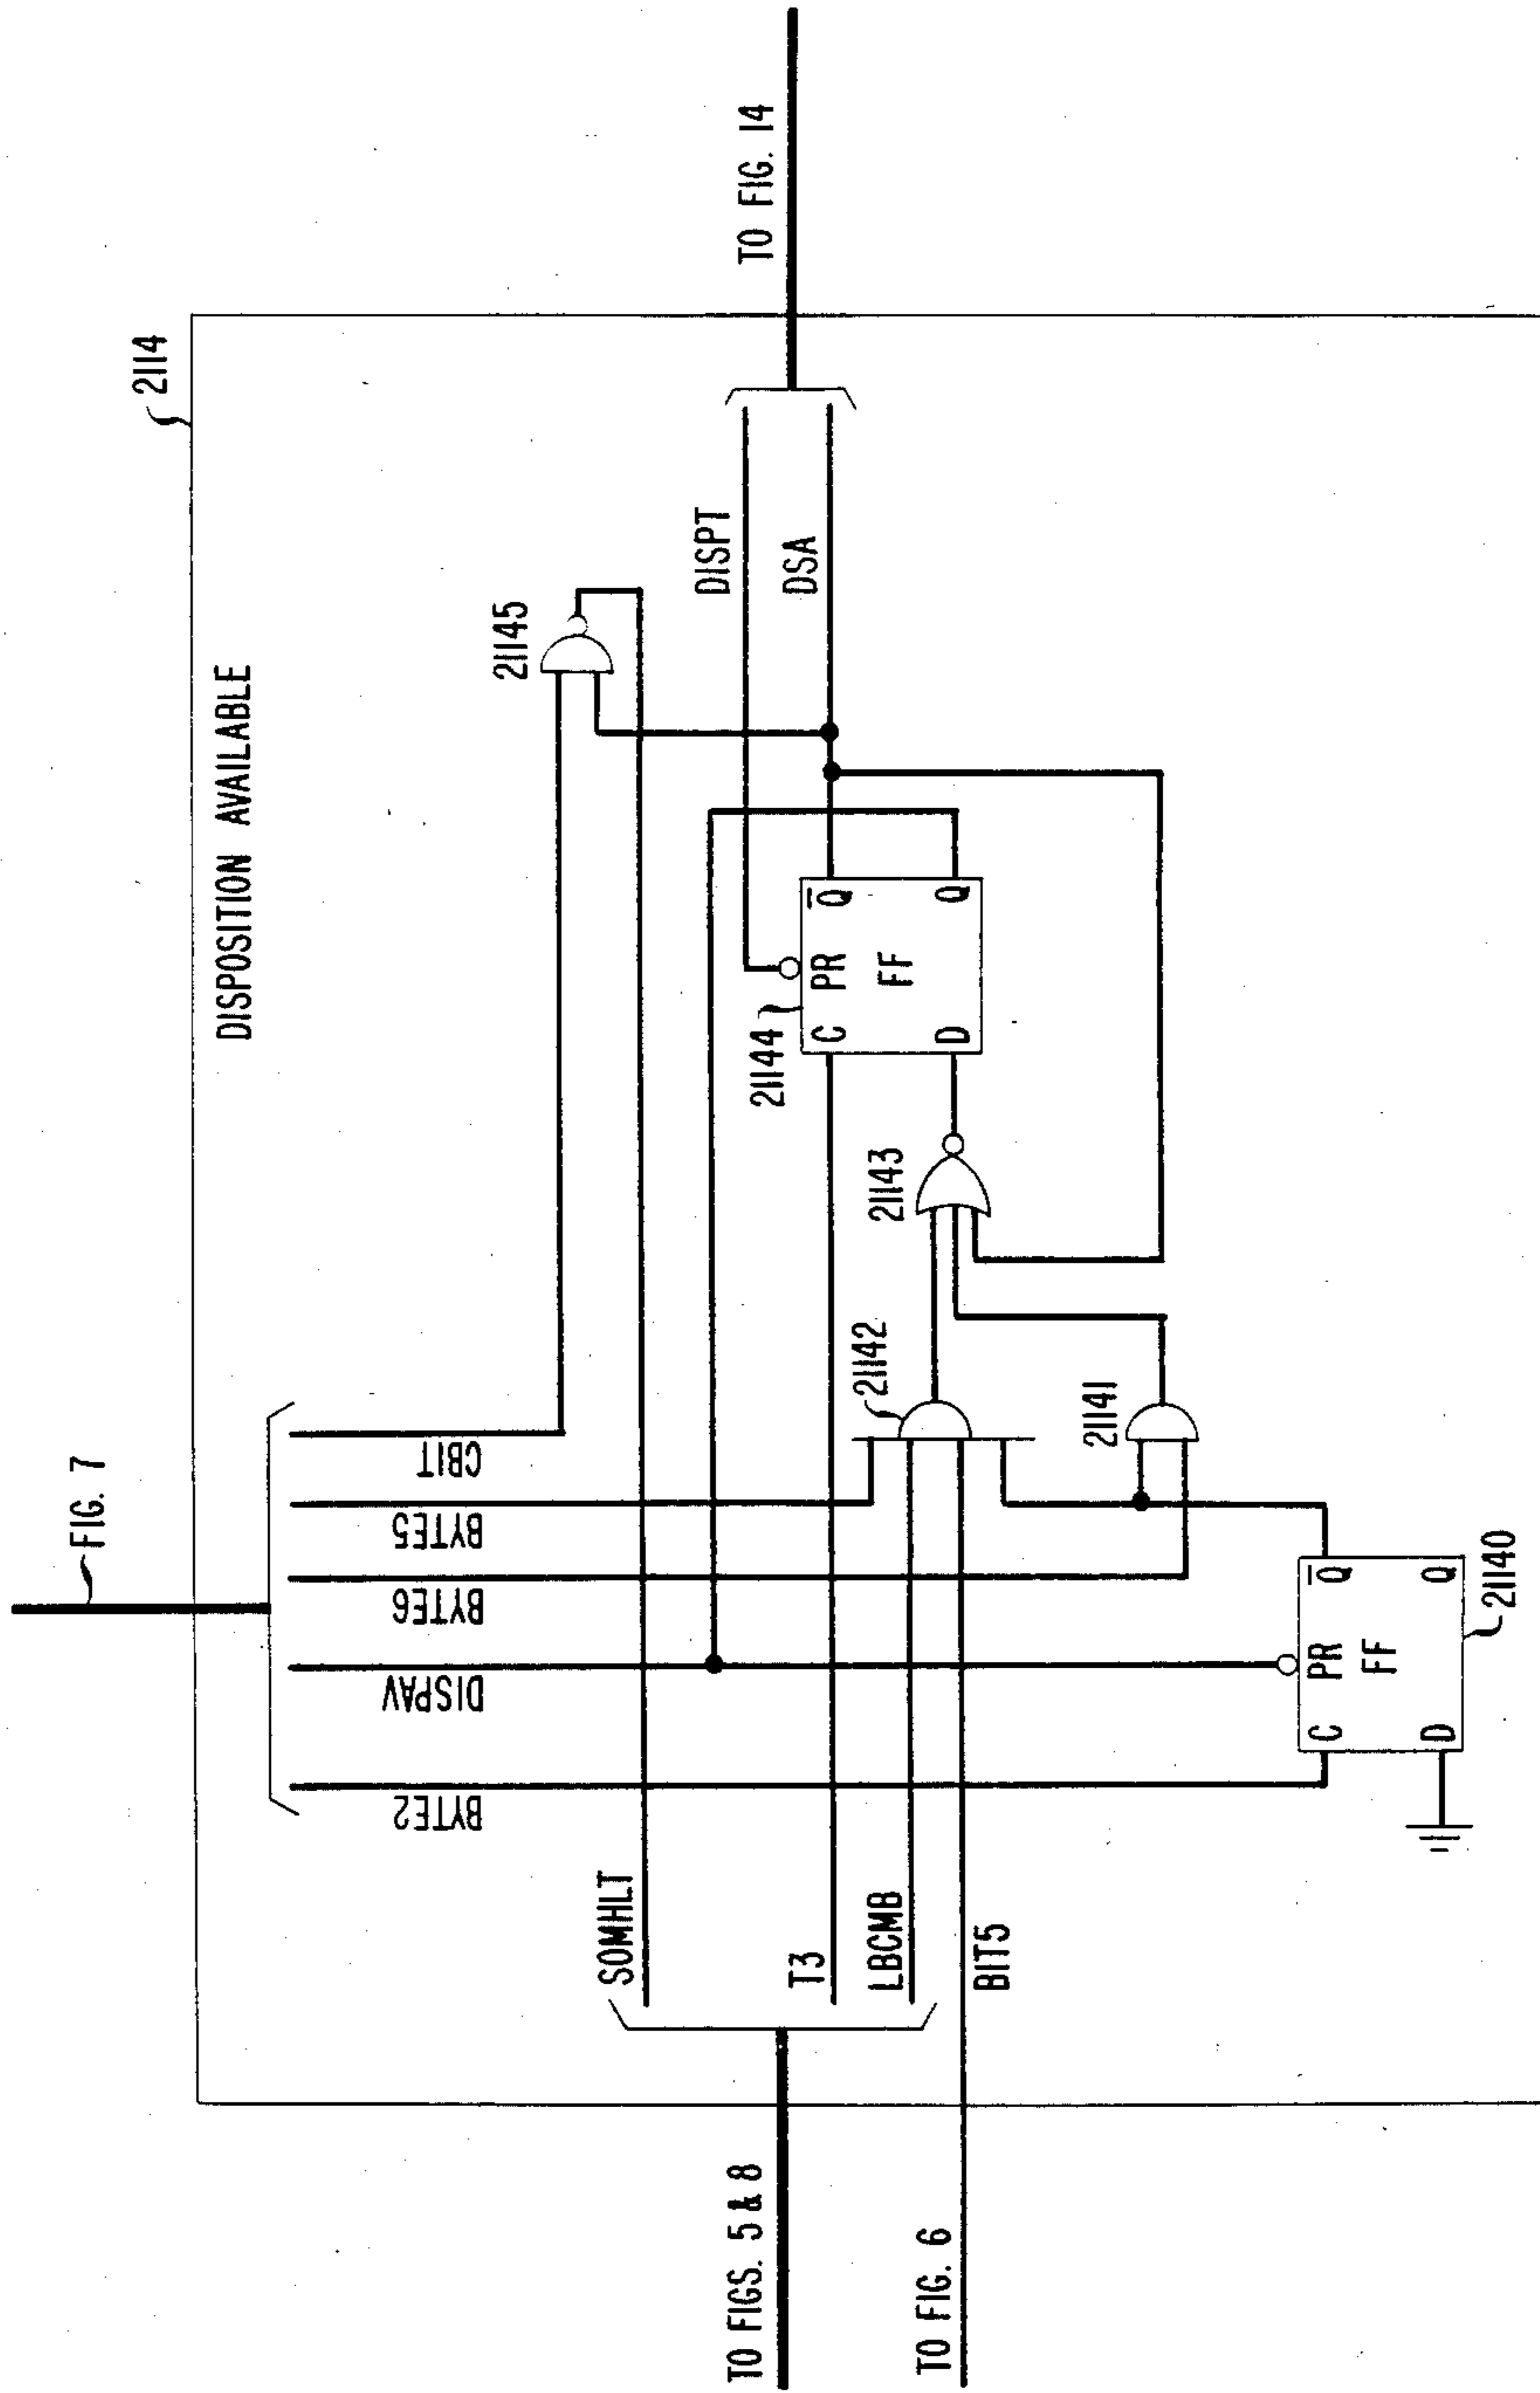 FIG. 7
2114
DISPOSITION AVAILABLE
BYTE2
DISPAV
BYTE6
BYTE5
CBIT
21145
SOMHLT
DISPT
TO FIG. 14
TO FIGS. 5 & 8
T3
21144
C PR Q
FF
D Q
DSA
LBCMB
21142
21143
TO FIG. 6
BIT5
21141
C PR Q
FF
D Q
21140